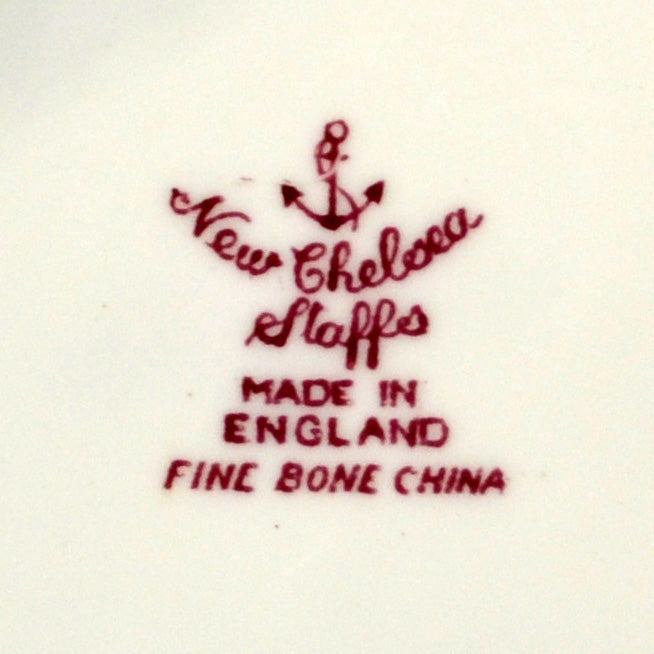 New Chelsea
Staffs
MADE IN
ENGLAND
FINE BONE CHINA